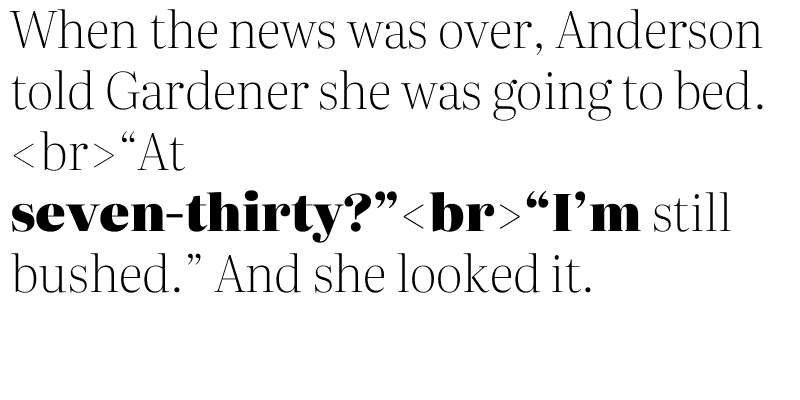 When the news was over, Anderson
told Gardener she was going to bed.
<br>“At
seven-thirty?”<br>“I’m still
bushed.” And she looked it.